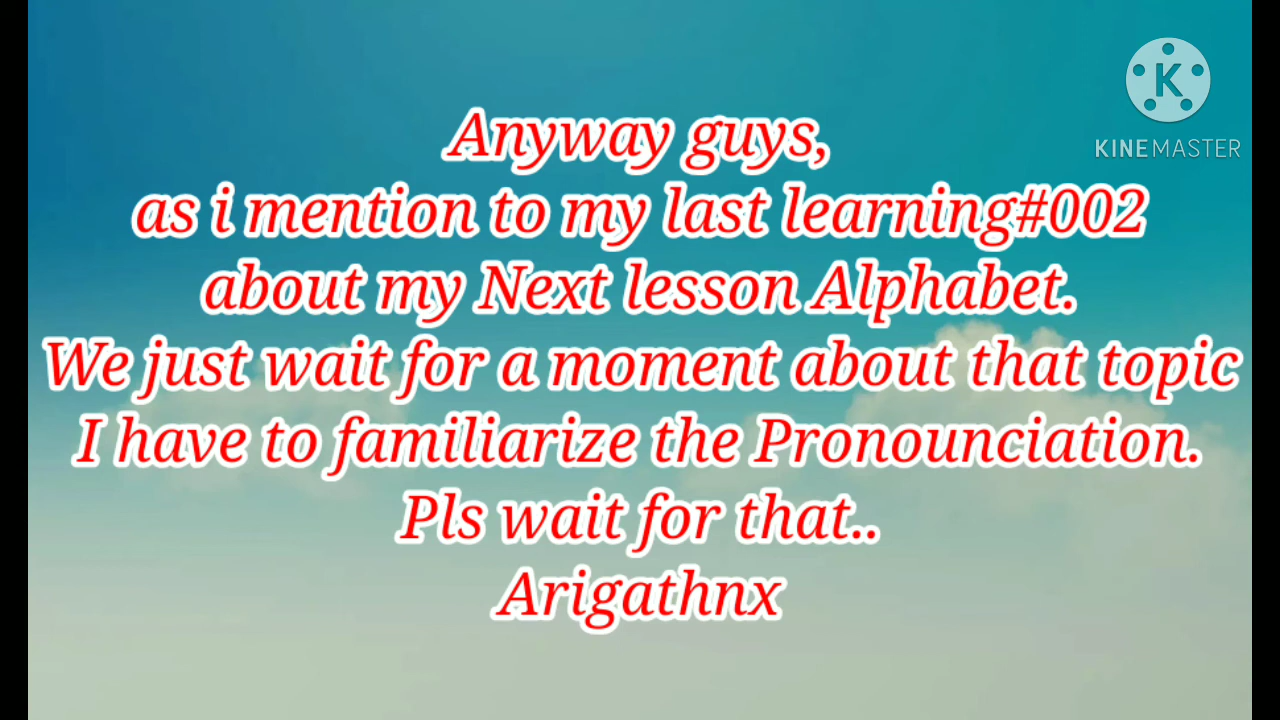 K
KINEMASTER
Anyway guys,
as i mention to my last learning#002
about my Next lesson Alphabet.
We just wait for a moment about that topic
I have to familiarize the Pronounciation.
Pls wait for that..
Arigathnx